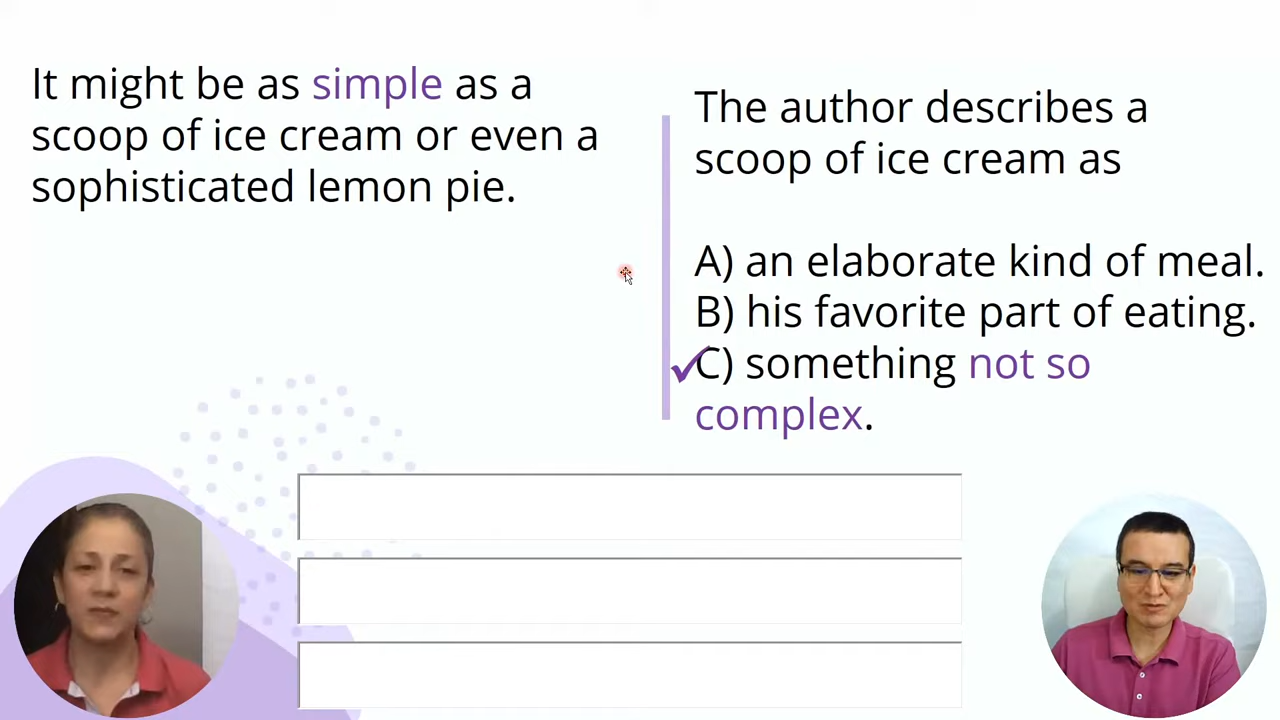 It might be as simple as a
scoop of ice cream or even a
sophisticated lemon pie.
The author describes a
scoop of ice cream as
A) an elaborate kind of meal.
B) his favorite part of eating.
C) something not so
complex.